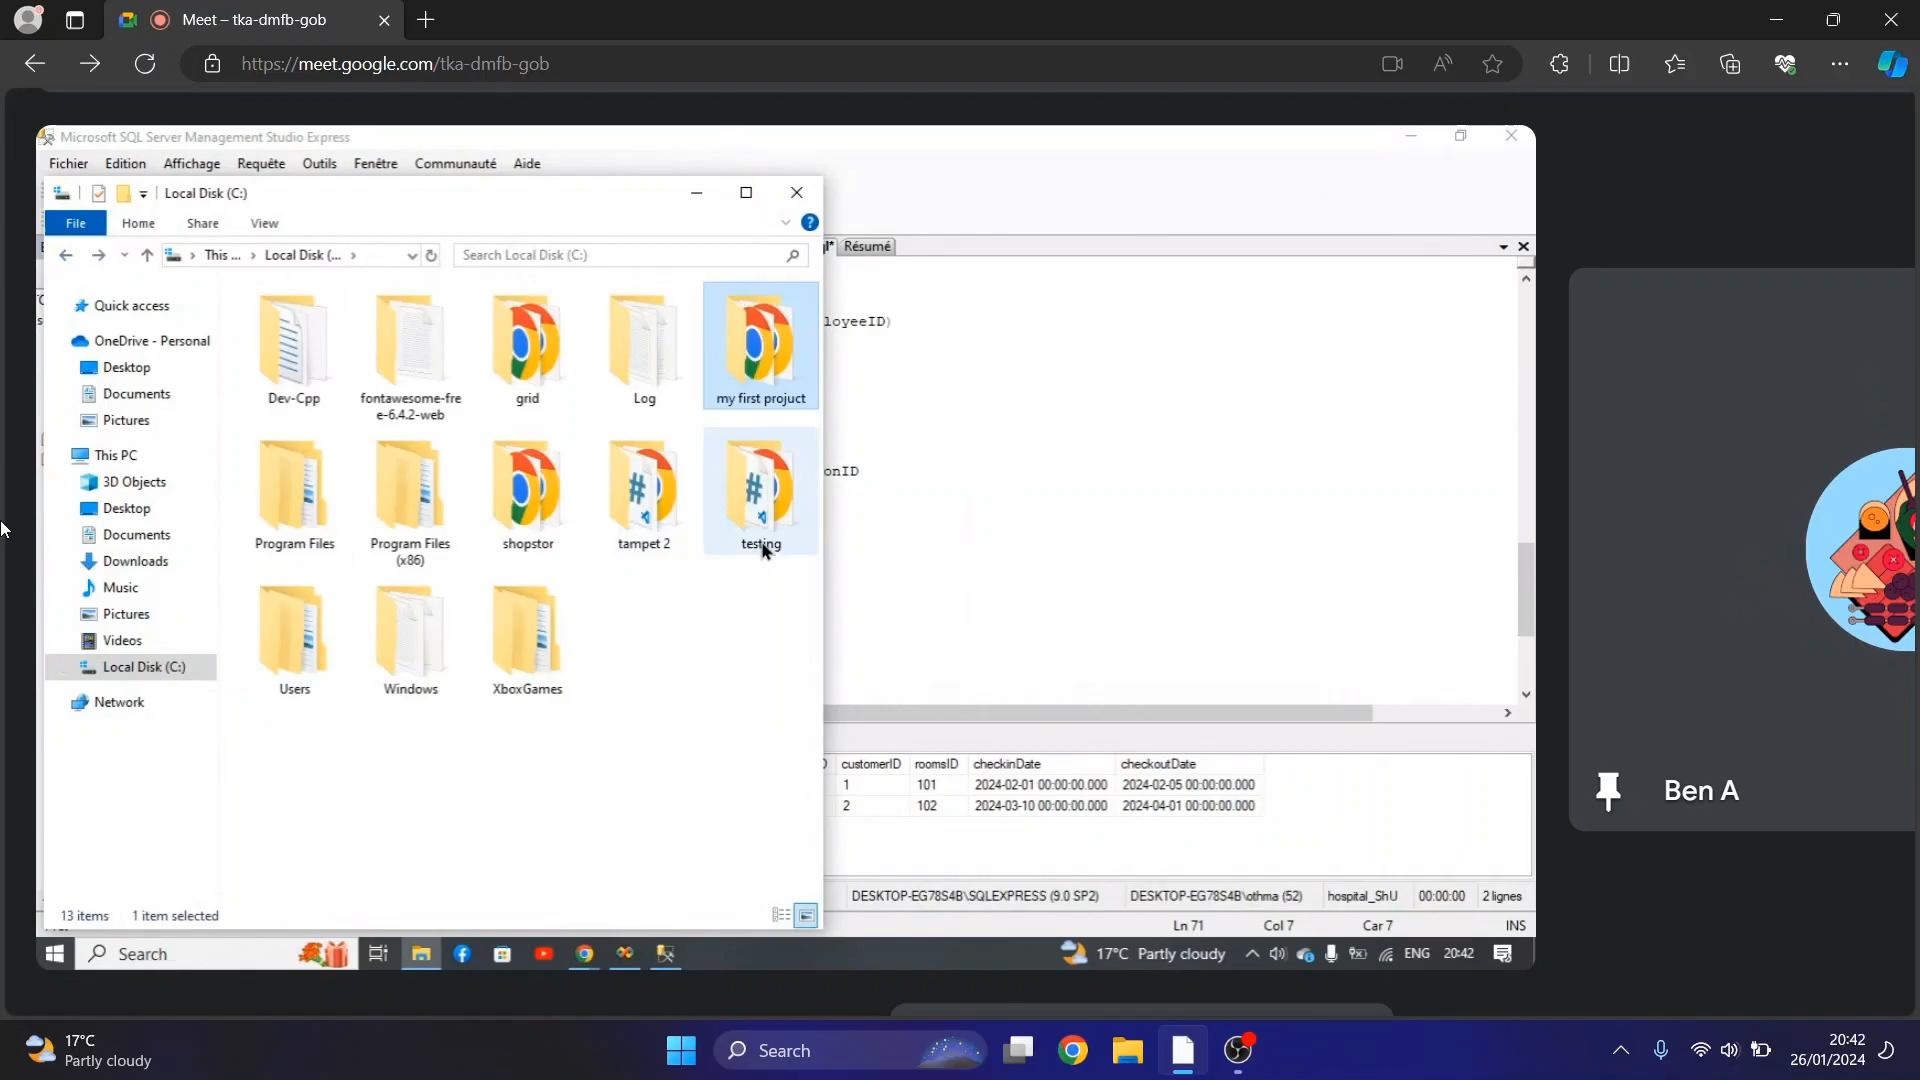 Meet – tka-dmfb-gob
https://meet.google.com/tka-dmfb-gob
Microsoft SQL Server Management Studio Express
Fichier Edition Affichage Requête Outils Fenêtre Communauté Aide
Local Disk (C:)
File Home Share View
This ... Local Disk (...
Search Local Disk (C:)
Résumé
Quick access
OneDrive - Personal
Desktop
Documents
Pictures
This PC
3D Objects
Desktop
Documents
Downloads
Music
Pictures
Videos
Local Disk (C:)
Network
Dev-Cpp
fontawesome-fre
e-6.4.2-web
grid
Log
my first projuct
Program Files
Program Files
(x86)
shopstor
tampet 2
testing
Users
Windows
XboxGames
loyeeID)
onID
customerID roomsID checkinDate checkoutDate
1 101 2024-02-01 00:00:00.000 2024-02-05 00:00:00.000
2 102 2024-03-10 00:00:00.000 2024-04-01 00:00:00.000
Ben A
13 items 1 item selected
DESKTOP-EG78S4B\SQLEXPRESS (9.0 SP2) DESKTOP-EG78S4B\othma (52) hospital_ShU 00:00:00 2 lignes
Ln 71 Col 7 Car 7 INS
Search
17°C Partly cloudy
ENG 20:42
17°C
Partly cloudy
Search
20:42
26/01/2024